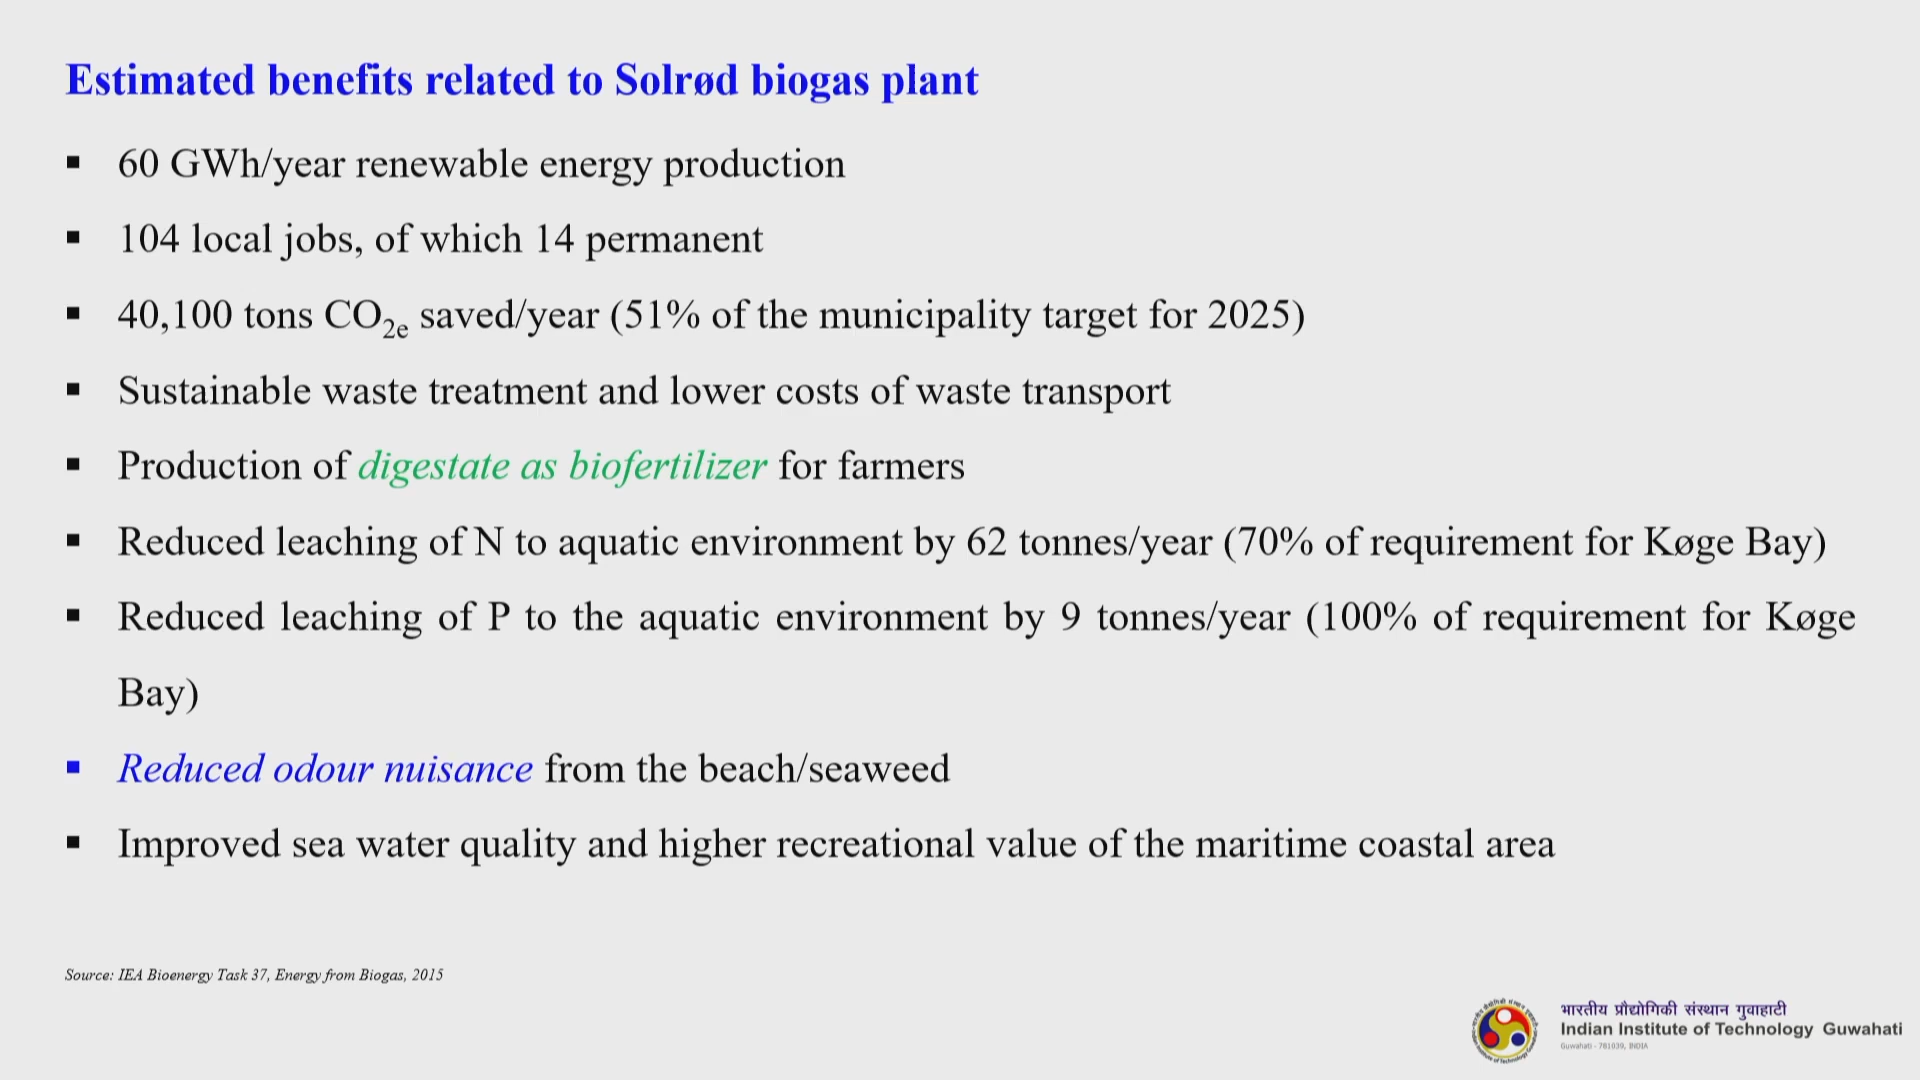 Estimated benefits related to Solrød biogas plant
▪ 60 GWh/year renewable energy production
▪ 104 local jobs, of which 14 permanent
▪ 40,100 tons CO2e saved/year (51% of the municipality target for 2025)
▪ Sustainable waste treatment and lower costs of waste transport
▪ Production of digestate as biofertilizer for farmers
▪ Reduced leaching of N to aquatic environment by 62 tonnes/year (70% of requirement for Køge Bay)
▪ Reduced leaching of P to the aquatic environment by 9 tonnes/year (100% of requirement for Køge
Bay)
▪ Reduced odour nuisance from the beach/seaweed
▪ Improved sea water quality and higher recreational value of the maritime coastal area
Source: IEA Bioenergy Task 37, Energy from Biogas, 2015
भारतीय प्रौद्योगिकी संस्थान गुवाहाटी
Indian Institute of Technology Guwahati
Guwahati - 781039, INDIA